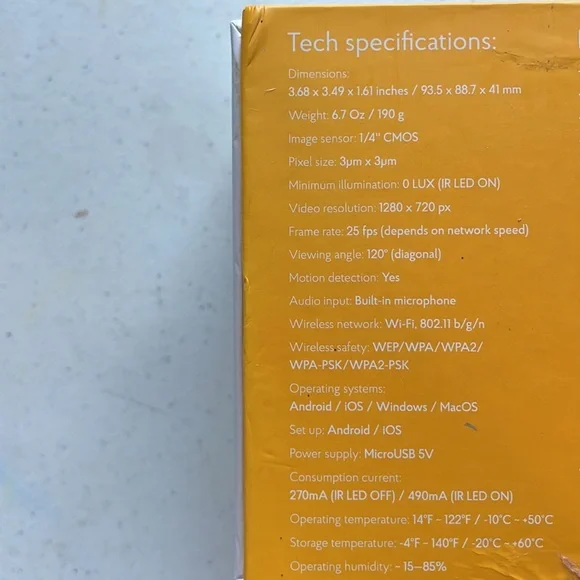 Tech specifications:
Dimensions:
3.68 x 3.49 x 1.61 inches / 93.5 x 88.7 x 41 mm
Weight: 6.7 Oz / 190 g
Image sensor: 1/4" CMOS
Pixel size: 3µm x 3µm
Minimum illumination: 0 LUX (IR LED ON)
Video resolution: 1280 x 720 px
Frame rate: 25 fps (depends on network speed)
Viewing angle: 120° (diagonal)
Motion detection: Yes
Audio input: Built-in microphone
Wireless network: Wi-Fi, 802.11 b/g/n
Wireless safety: WEP/WPA/WPA2/
WPA-PSK/WPA2-PSK
Operating systems:
Android / iOS / Windows / MacOS
Set up: Android / iOS
Power supply: MicroUSB 5V
Consumption current:
270mA (IR LED OFF) / 490mA (IR LED ON)
Operating temperature: 14°F ~ 122°F / -10°C ~ +50°C
Storage temperature: -4°F ~ 140°F / -20°C ~ +60°C
Operating humidity: ~ 15—85%